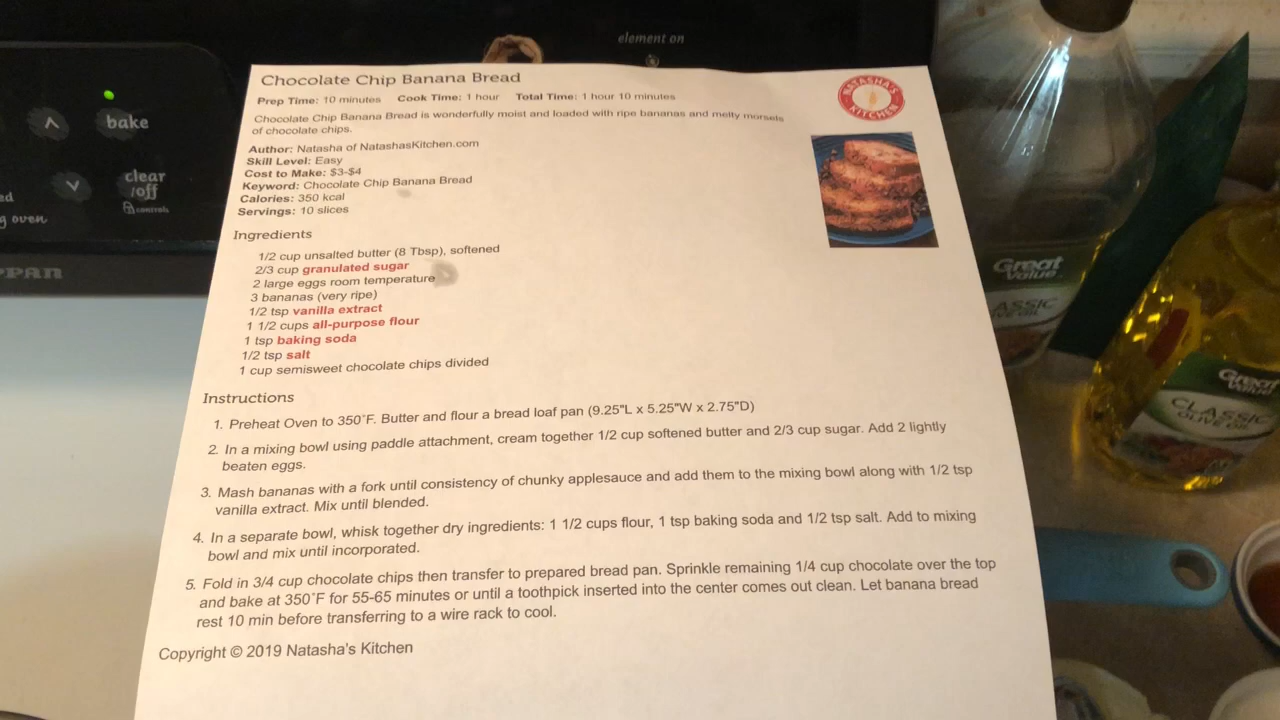 element on
bake
clear
/off
controls
ed
g oven
PPAN
Chocolate Chip Banana Bread
Prep Time: 10 minutes Cook Time: 1 hour Total Time: 1 hour 10 minutes
NATASHA'S
KITCHEN
Chocolate Chip Banana Bread is wonderfully moist and loaded with ripe bananas and melty morsels
of chocolate chips.
Author: Natasha of NatashasKitchen.com
Skill Level: Easy
Cost to Make: $3-$4
Keyword: Chocolate Chip Banana Bread
Calories: 350 kcal
Servings: 10 slices
Ingredients
1/2 cup unsalted butter (8 Tbsp), softened
2/3 cup granulated sugar
2 large eggs room temperature
3 bananas (very ripe)
1/2 tsp vanilla extract
1 1/2 cups all-purpose flour
1 tsp baking soda
1/2 tsp salt
1 cup semisweet chocolate chips divided
Instructions
1. Preheat Oven to 350°F. Butter and flour a bread loaf pan (9.25"L x 5.25"W x 2.75"D)
2. In a mixing bowl using paddle attachment, cream together 1/2 cup softened butter and 2/3 cup sugar. Add 2 lightly
beaten eggs.
3. Mash bananas with a fork until consistency of chunky applesauce and add them to the mixing bowl along with 1/2 tsp
vanilla extract. Mix until blended.
4. In a separate bowl, whisk together dry ingredients: 1 1/2 cups flour, 1 tsp baking soda and 1/2 tsp salt. Add to mixing
bowl and mix until incorporated.
5. Fold in 3/4 cup chocolate chips then transfer to prepared bread pan. Sprinkle remaining 1/4 cup chocolate over the top
and bake at 350°F for 55-65 minutes or until a toothpick inserted into the center comes out clean. Let banana bread
rest 10 min before transferring to a wire rack to cool.
Copyright © 2019 Natasha's Kitchen
Great
Value
ASSIC
IVE OIL
Great
Value
CLASSIC
OLIVE OIL